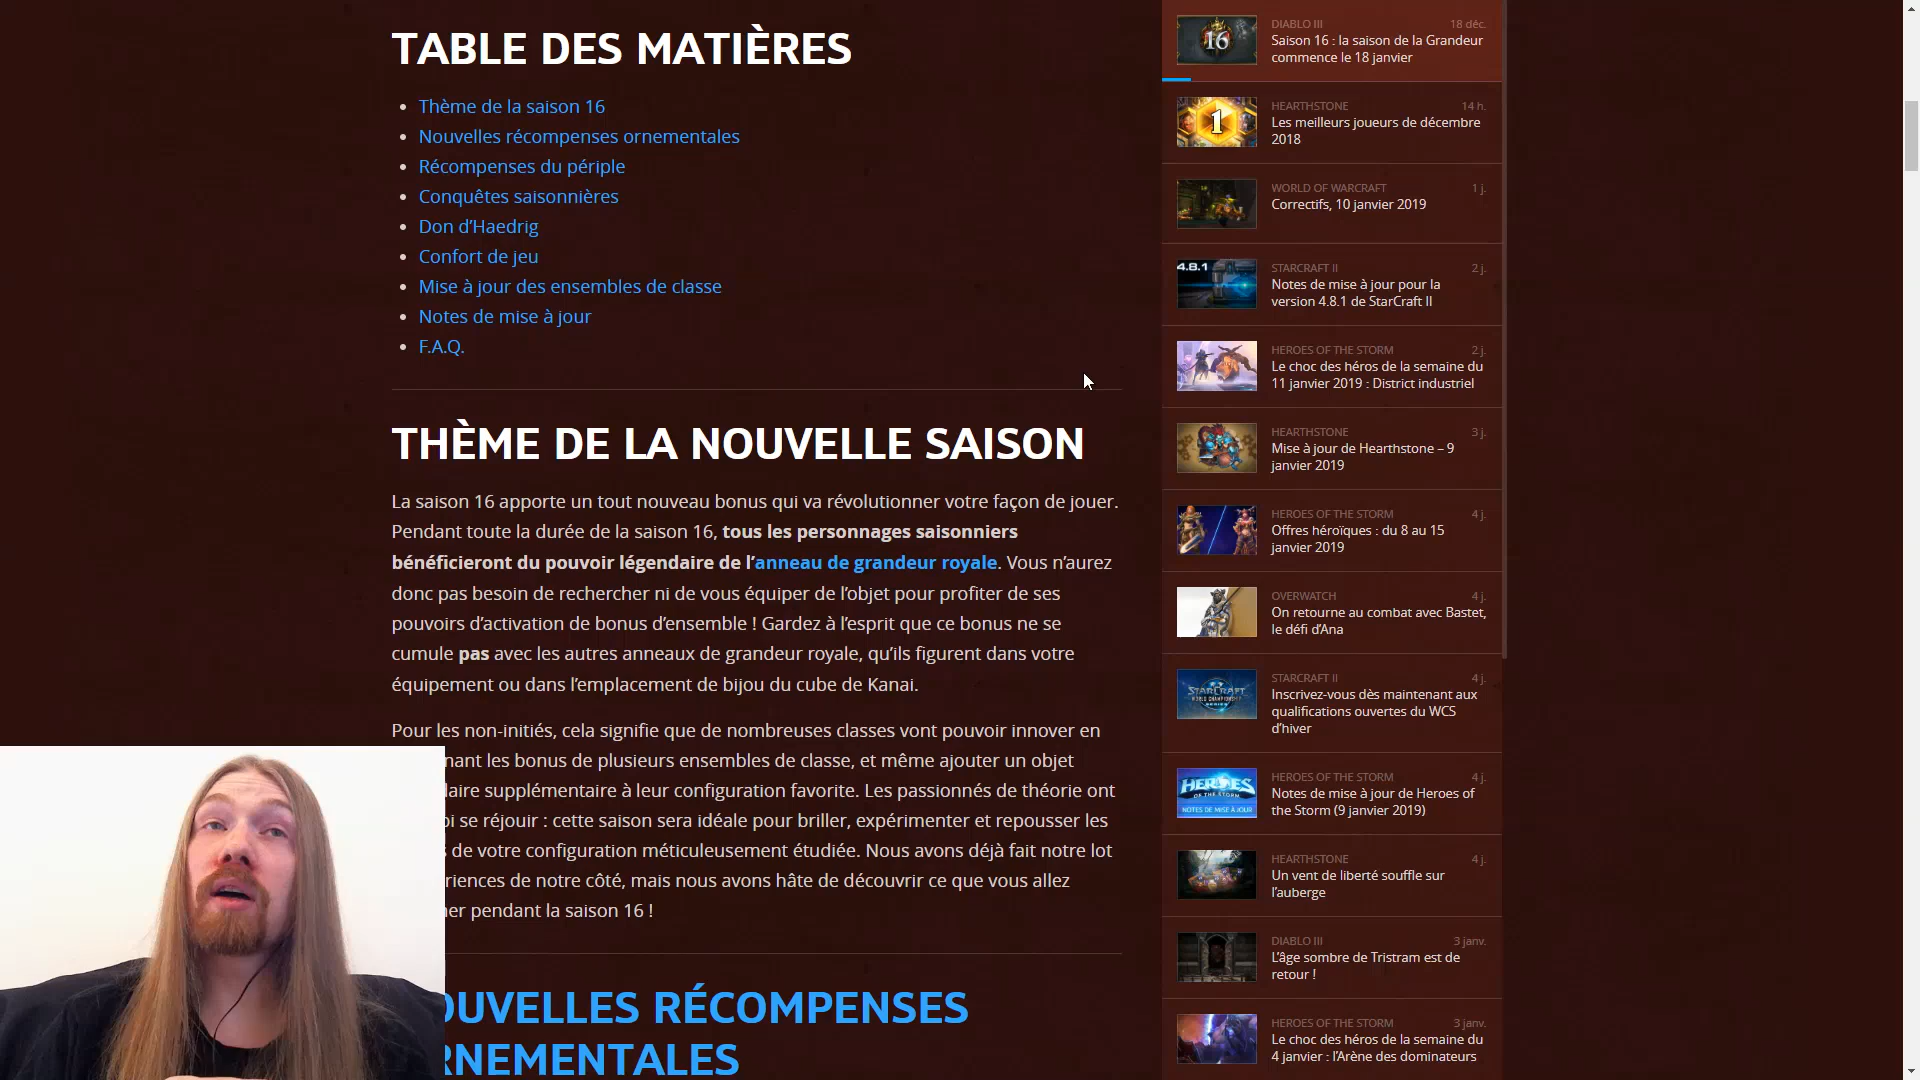 TABLE DES MATIÈRES
Thème de la saison 16
Nouvelles récompenses ornementales
Récompenses du périple
Conquêtes saisonnières
Don d'Haedrig
Confort de jeu
Mise à jour des ensembles de classe
Notes de mise à jour
F.A.Q.
THÈME DE LA NOUVELLE SAISON
La saison 16 apporte un tout nouveau bonus qui va révolutionner votre façon de jouer.
Pendant toute la durée de la saison 16, tous les personnages saisonniers
bénéficieront du pouvoir légendaire de l'anneau de grandeur royale. Vous n'aurez
donc pas besoin de rechercher ni de vous équiper de l'objet pour profiter de ses
pouvoirs d'activation de bonus d'ensemble ! Gardez à l'esprit que ce bonus ne se
cumule pas avec les autres anneaux de grandeur royale, qu'ils figurent dans votre
équipement ou dans l'emplacement de bijou du cube de Kanai.
Pour les non-initiés, cela signifie que de nombreuses classes vont pouvoir innover en
nant les bonus de plusieurs ensembles de classe, et même ajouter un objet
laire supplémentaire à leur configuration favorite. Les passionnés de théorie ont
oi se réjouir : cette saison sera idéale pour briller, expérimenter et repousser les
s de votre configuration méticuleusement étudiée. Nous avons déjà fait notre lot
riences de notre côté, mais nous avons hâte de découvrir ce que vous allez
ner pendant la saison 16 !
OUVELLES RÉCOMPENSES
RNEMENTALES
16
DIABLO III 18 déc.
Saison 16 : la saison de la Grandeur
commence le 18 janvier
1
HEARTHSTONE 14 h.
Les meilleurs joueurs de décembre
2018
WORLD OF WARCRAFT 1 j.
Correctifs, 10 janvier 2019
4.8.1
STARCRAFT II 2 j.
Notes de mise à jour pour la
version 4.8.1 de StarCraft II
HEROES OF THE STORM 2 j.
Le choc des héros de la semaine du
11 janvier 2019 : District industriel
HEARTHSTONE 3 j.
Mise à jour de Hearthstone – 9
janvier 2019
HEROES OF THE STORM 4 j.
Offres héroïques : du 8 au 15
janvier 2019
OVERWATCH 4 j.
On retourne au combat avec Bastet,
le défi d'Ana
STARCRAFT
WORLD CHAMPIONSHIP
SERIES
STARCRAFT II 4 j.
Inscrivez-vous dès maintenant aux
qualifications ouvertes du WCS
d'hiver
HEROES
OF THE STORM
NOTES DE MISE À JOUR
HEROES OF THE STORM 4 j.
Notes de mise à jour de Heroes of
the Storm (9 janvier 2019)
HEARTHSTONE 4 j.
Un vent de liberté souffle sur
l'auberge
DIABLO III 3 janv.
L'âge sombre de Tristram est de
retour !
HEROES OF THE STORM 3 janv.
Le choc des héros de la semaine du
4 janvier : l'Arène des dominateurs